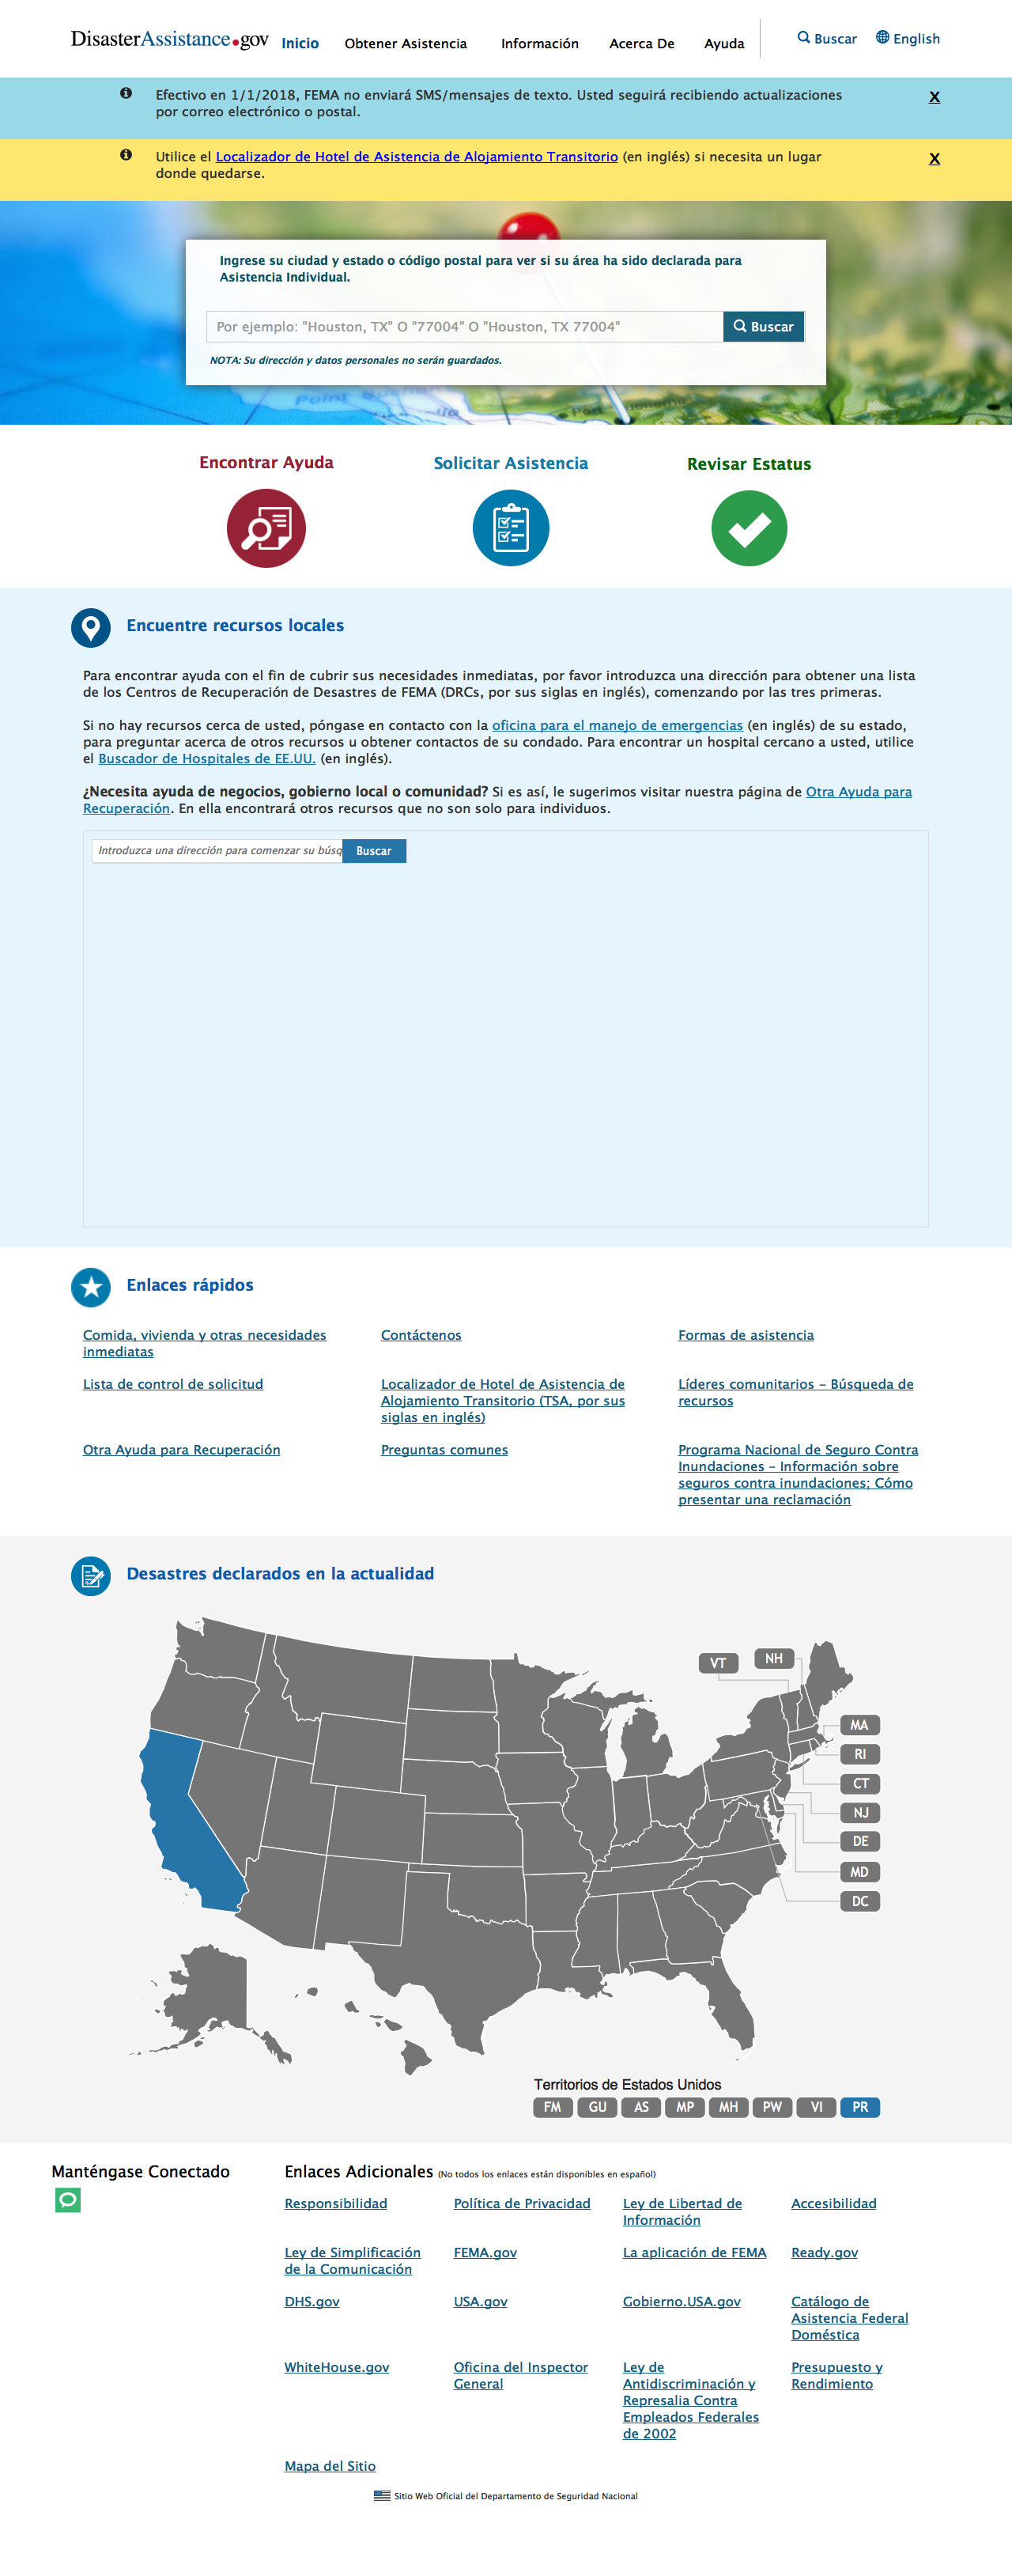 DisasterAssistance.gov Inicio Obtener Asistencia Información Acerca De Ayuda Buscar English
Efectivo en 1/1/2018, FEMA no enviará SMS/mensajes de texto. Usted seguirá recibiendo actualizaciones
por correo electrónico o postal.
X
Utilice el Localizador de Hotel de Asistencia de Alojamiento Transitorio (en inglés) si necesita un lugar
donde quedarse.
X
Ingrese su ciudad y estado o código postal para ver si su área ha sido declarada para
Asistencia Individual.
Por ejemplo: "Houston, TX" O "77004" O "Houston, TX 77004"
Buscar
NOTA: Su dirección y datos personales no serán guardados.
Encontrar Ayuda
Solicitar Asistencia
Revisar Estatus
Encuentre recursos locales
Para encontrar ayuda con el fin de cubrir sus necesidades inmediatas, por favor introduzca una dirección para obtener una lista
de los Centros de Recuperación de Desastres de FEMA (DRCs, por sus siglas en inglés), comenzando por las tres primeras.
Si no hay recursos cerca de usted, póngase en contacto con la oficina para el manejo de emergencias (en inglés) de su estado,
para preguntar acerca de otros recursos u obtener contactos de su condado. Para encontrar un hospital cercano a usted, utilice
el Buscador de Hospitales de EE.UU. (en inglés).
¿Necesita ayuda de negocios, gobierno local o comunidad? Si es así, le sugerimos visitar nuestra página de Otra Ayuda para
Recuperación. En ella encontrará otros recursos que no son solo para individuos.
Introduzca una dirección para comenzar su búsq
Buscar
Enlaces rápidos
Comida, vivienda y otras necesidades
inmediatas
Contáctenos
Formas de asistencia
Lista de control de solicitud
Localizador de Hotel de Asistencia de
Alojamiento Transitorio (TSA, por sus
siglas en inglés)
Líderes comunitarios – Búsqueda de
recursos
Otra Ayuda para Recuperación
Preguntas comunes
Programa Nacional de Seguro Contra
Inundaciones – Información sobre
seguros contra inundaciones; Cómo
presentar una reclamación
Desastres declarados en la actualidad
VT
NH
MA
RI
CT
NJ
DE
MD
DC
Territorios de Estados Unidos
FM GU AS MP MH PW VI PR
Manténgase Conectado
Enlaces Adicionales (No todos los enlaces están disponibles en español)
Responsibilidad
Política de Privacidad
Ley de Libertad de
Información
Accesibilidad
Ley de Simplificación
de la Comunicación
FEMA.gov
La aplicación de FEMA
Ready.gov
DHS.gov
USA.gov
Gobierno.USA.gov
Catálogo de
Asistencia Federal
Doméstica
WhiteHouse.gov
Oficina del Inspector
General
Ley de
Antidiscriminación y
Represalia Contra
Empleados Federales
de 2002
Presupuesto y
Rendimiento
Mapa del Sitio
Sitio Web Oficial del Departamento de Seguridad Nacional